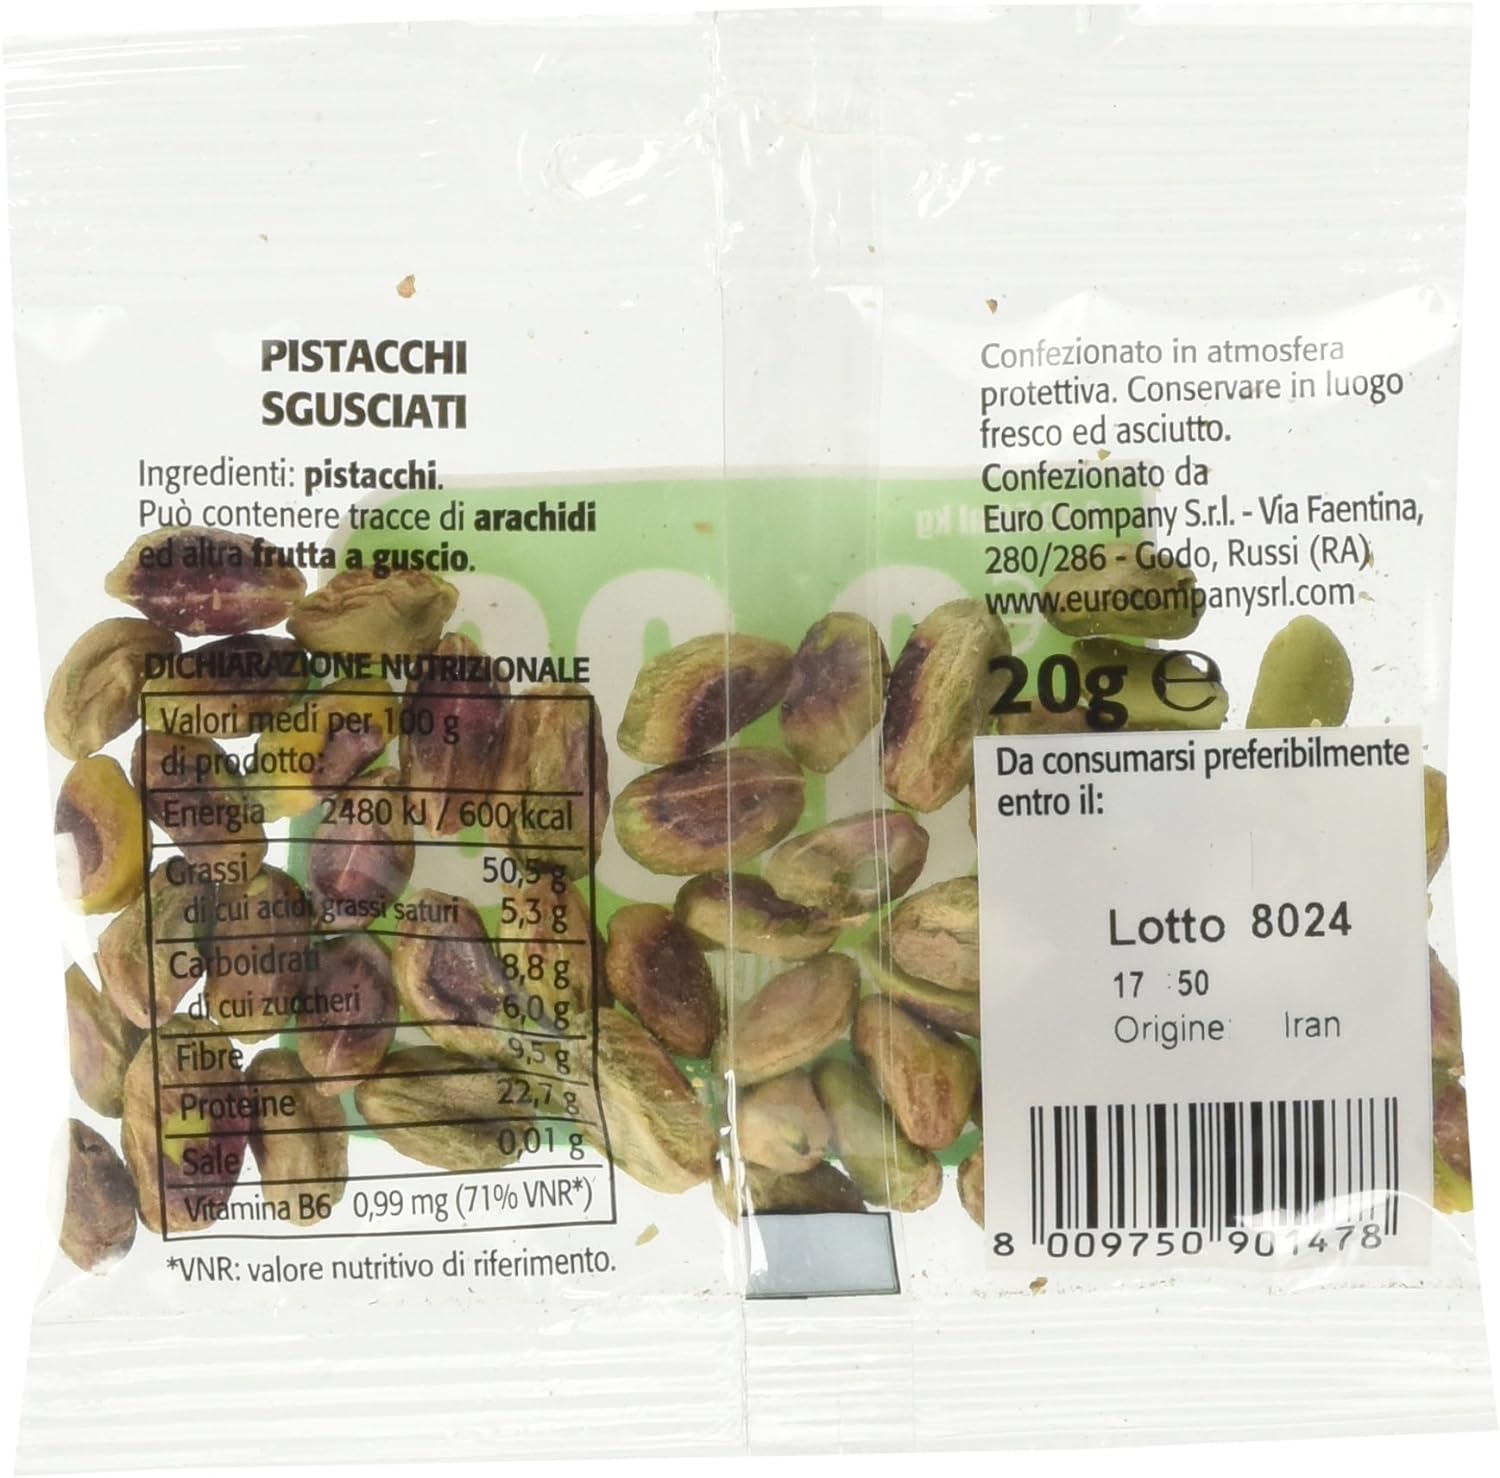 PISTACCHI
SGUSCIATI
Ingredienti: pistacchi.
Può contenere tracce di arachidi
ed altra frutta a guscio.
DICHIARAZIONE NUTRIZIONALE
Valori medi per 100 g
di prodotto:
Energia 2480 kJ / 600 kcal
Grassi 50,5 g
di cui acidi grassi saturi 5,3 g
Carboidrati 8,8 g
di cui zuccheri 6,0 g
Fibre 9,5 g
Proteine 22,7 g
Sale 0,01 g
Vitamina B6 0,99 mg (71% VNR*)
*VNR: valore nutritivo di riferimento.
Confezionato in atmosfera
protettiva. Conservare in luogo
fresco ed asciutto.
Confezionato da
Euro Company S.r.l. - Via Faentina,
280/286 - Godo, Russi (RA)
www.eurocompanysrl.com
20g ℮
Da consumarsi preferibilmente
entro il:
Lotto 8024
17 :50
Origine: Iran
8 009750 901478